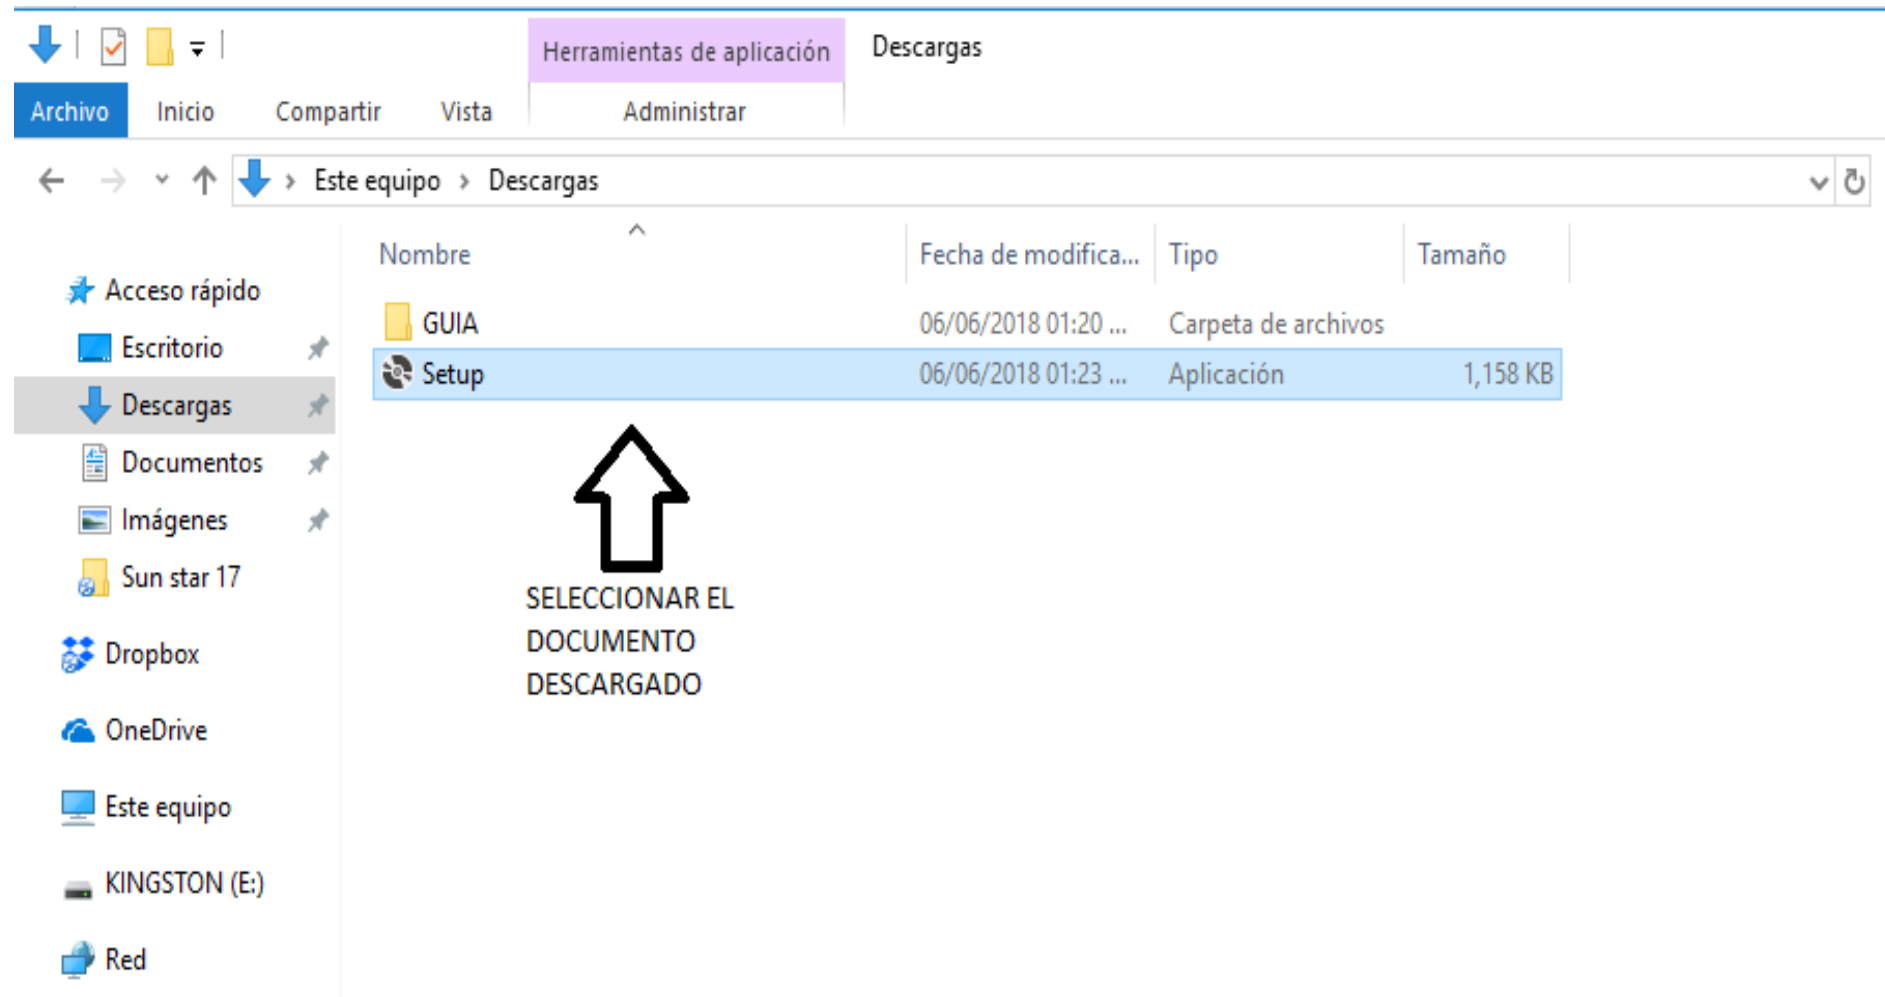 Herramientas de aplicación Descargas
Archivo Inicio Compartir Vista Administrar
Este equipo > Descargas
Nombre Fecha de modifica... Tipo Tamaño
Acceso rápido
GUIA 06/06/2018 01:20 ... Carpeta de archivos
Escritorio
Setup 06/06/2018 01:23 ... Aplicación 1,158 KB
Descargas
Documentos
Imágenes
Sun star 17
SELECCIONAR EL
DOCUMENTO
DESCARGADO
Dropbox
OneDrive
Este equipo
KINGSTON (E:)
Red